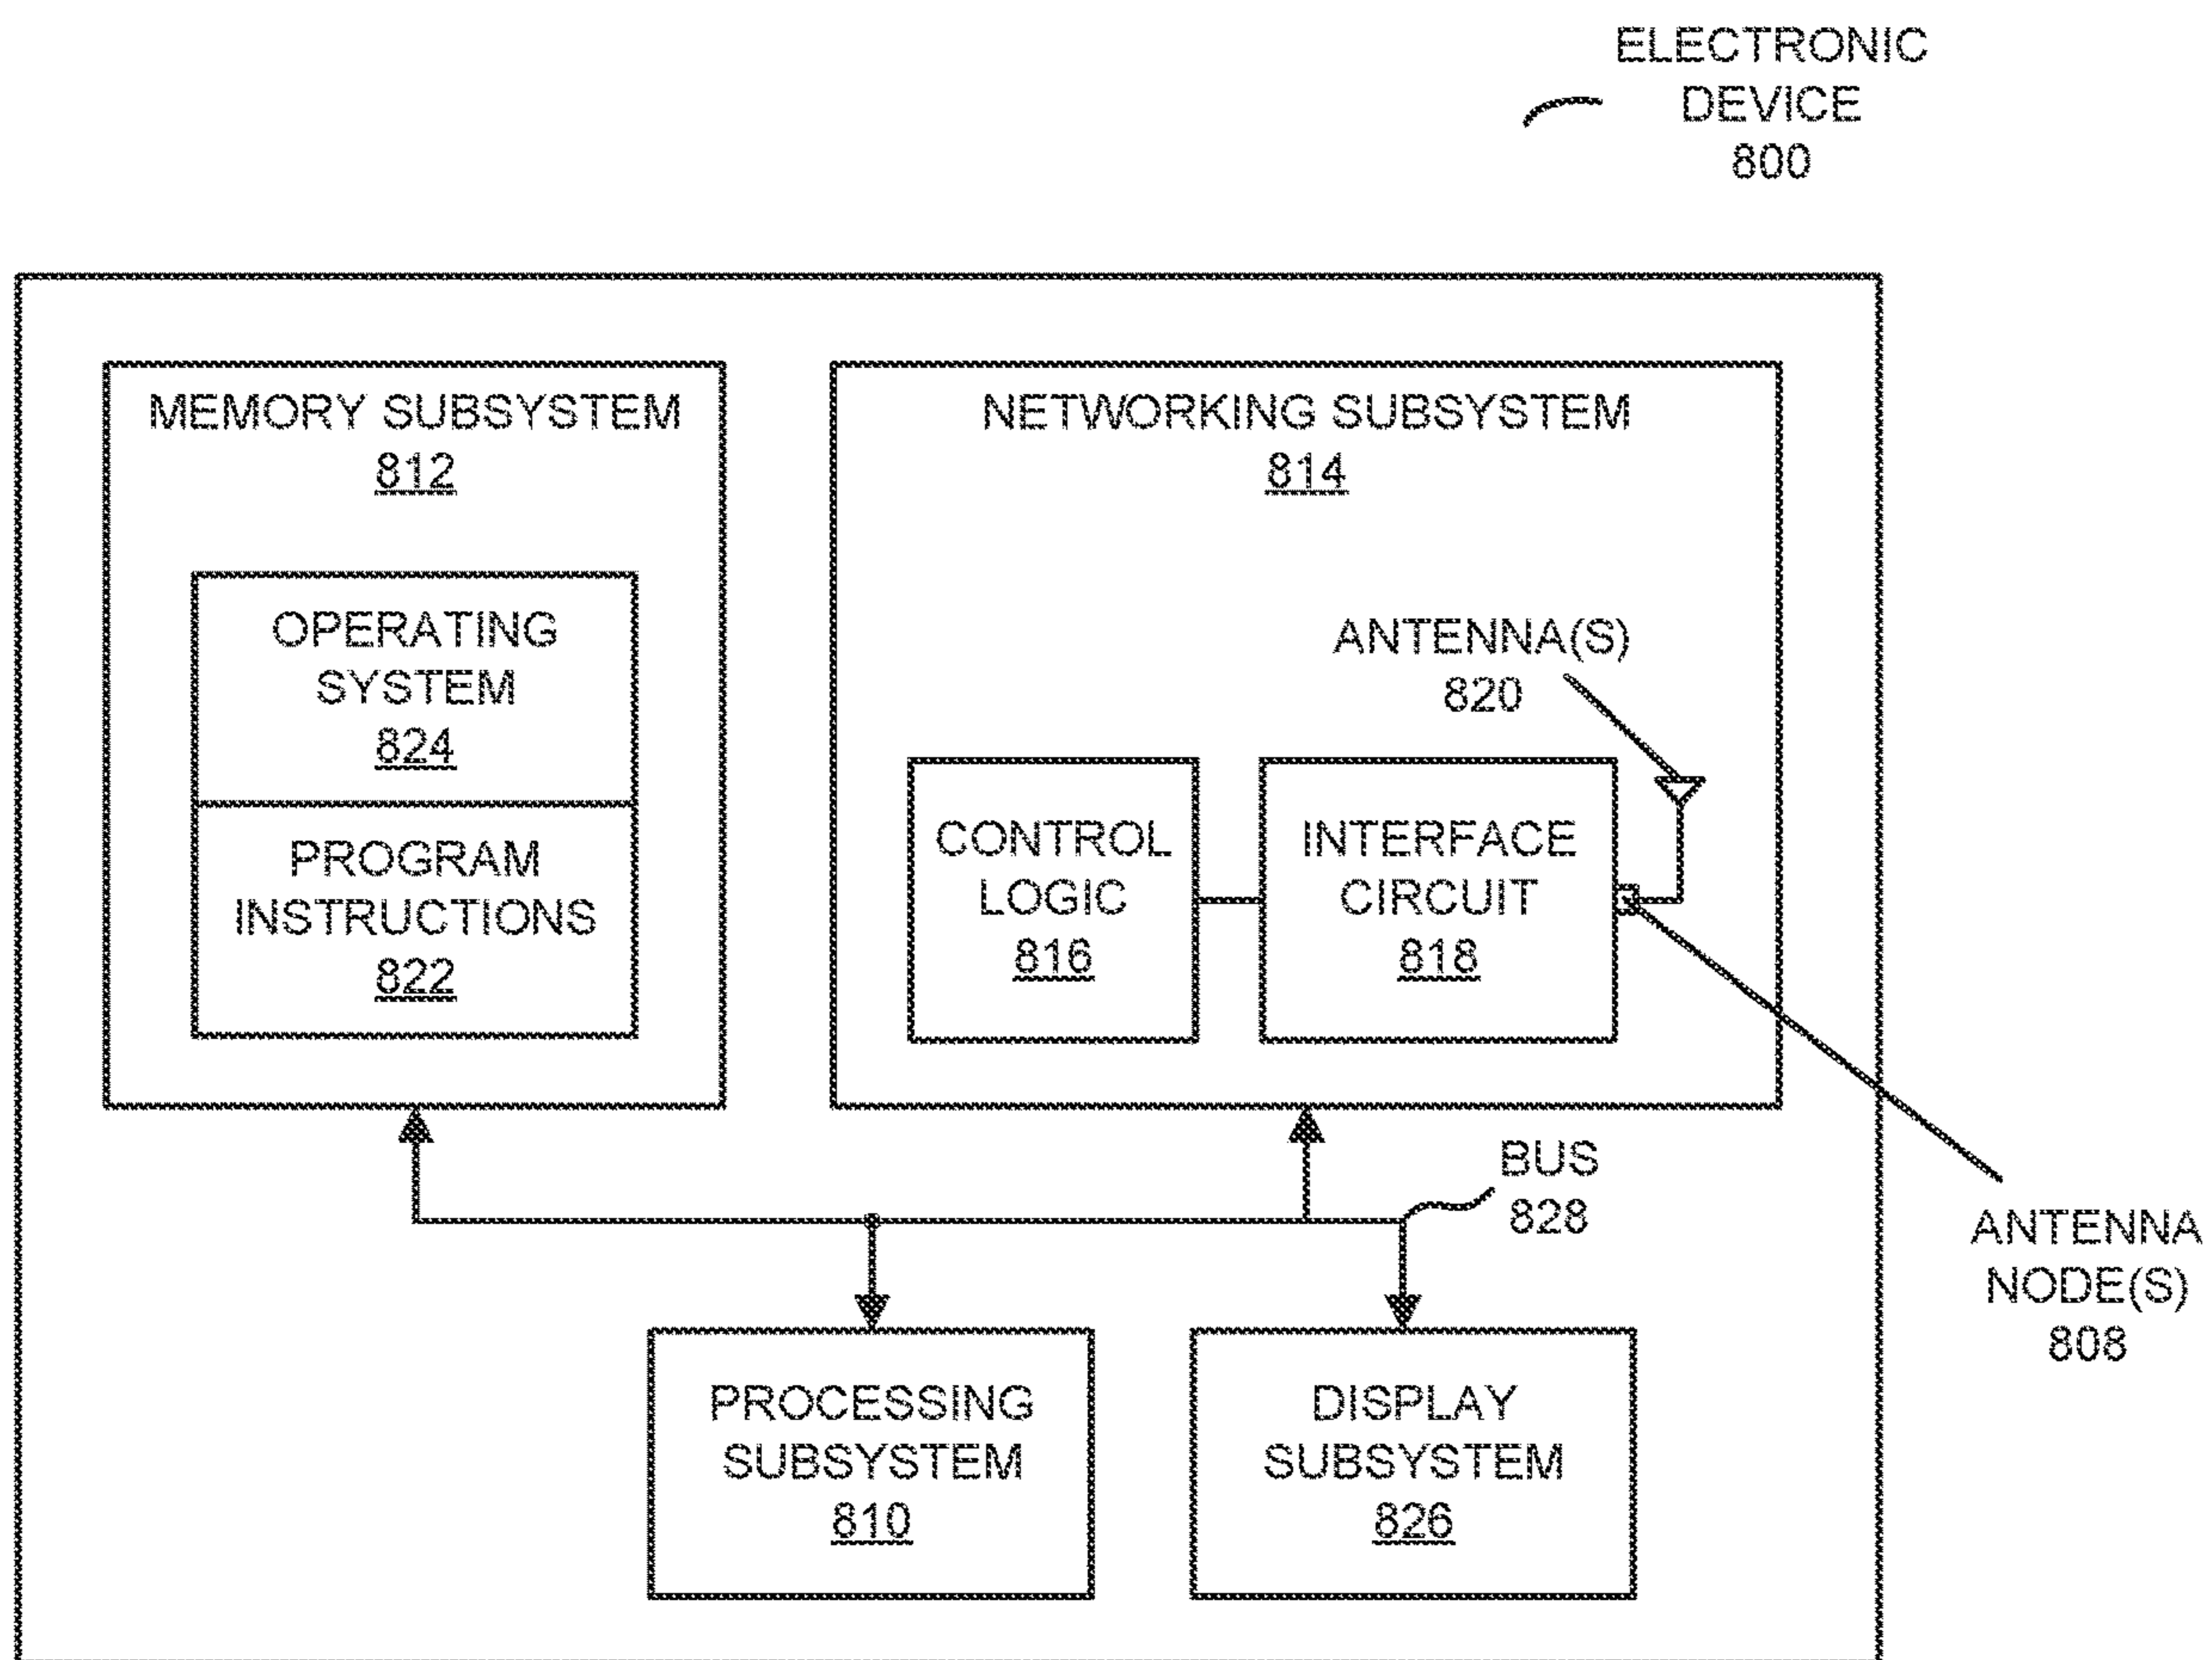 ELECTRONIC
DEVICE
800
MEMORY SUBSYSTEM
812
OPERATING
SYSTEM
824
PROGRAM
INSTRUCTIONS
822
NETWORKING SUBSYSTEM
814
ANTENNA(S)
820
CONTROL
LOGIC
816
INTERFACE
CIRCUIT
818
BUS
828
ANTENNA
NODE(S)
808
PROCESSING
SUBSYSTEM
810
DISPLAY
SUBSYSTEM
826